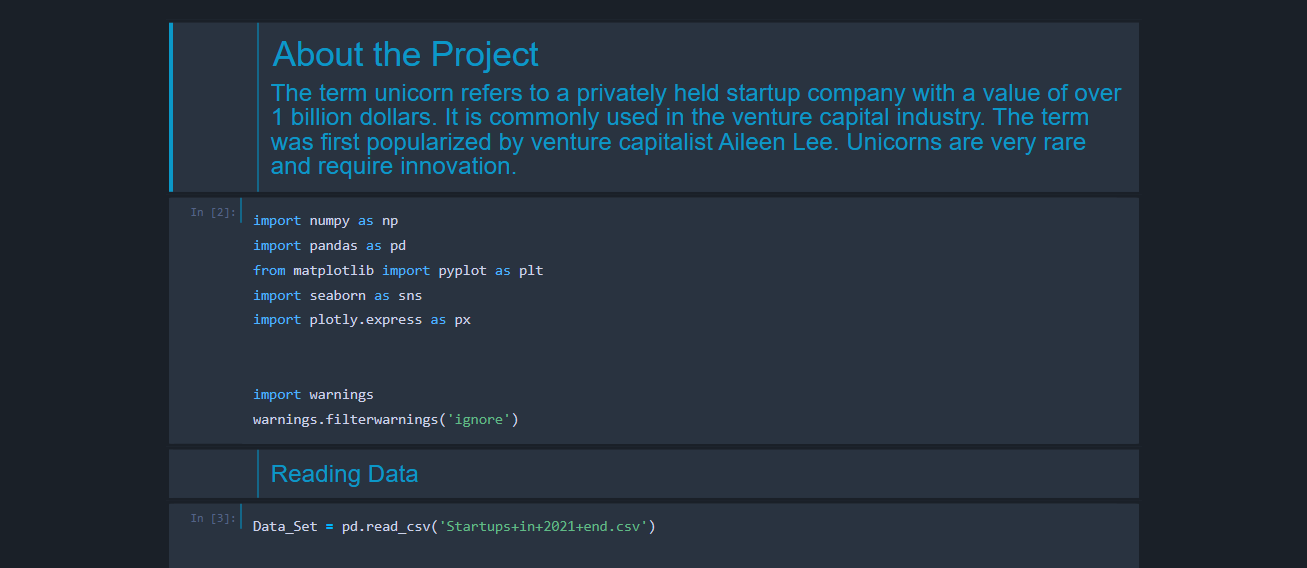 About the Project
The term unicorn refers to a privately held startup company with a value of over
1 billion dollars. It is commonly used in the venture capital industry. The term
was first popularized by venture capitalist Aileen Lee. Unicorns are very rare
and require innovation.
In [2]:
import numpy as np
import pandas as pd
from matplotlib import pyplot as plt
import seaborn as sns
import plotly.express as px
import warnings
warnings.filterwarnings('ignore')
Reading Data
In [3]:
Data_Set = pd.read_csv('Startups+in+2021+end.csv')